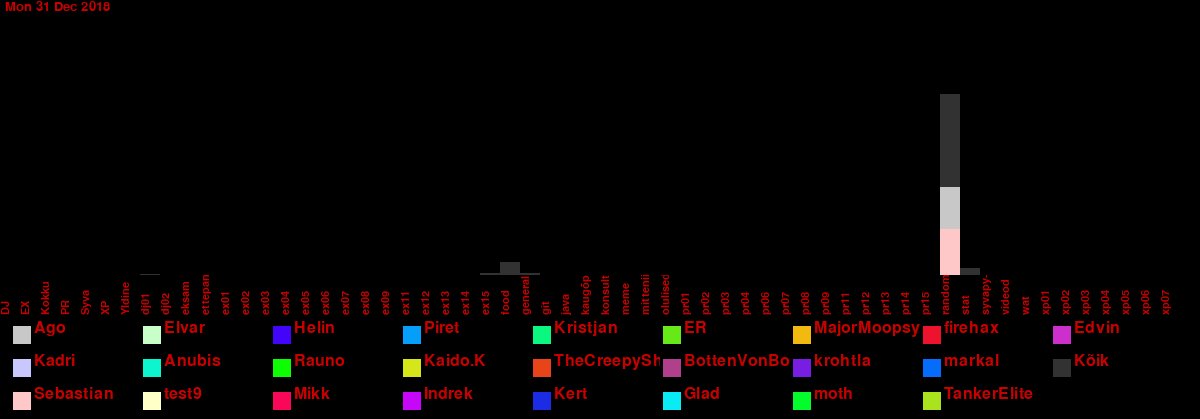 Mon 31 Dec 2018
DJ EX Kokku PR Syva XP Yldine dj01 dj02 eksam ettepan ex01 ex02 ex03 ex04 ex05 ex06 ex07 ex08 ex09 ex11 ex12 ex13 ex14 ex15 food general git java kaugõp konsult meme mittenii olulised pr01 pr02 pr03 pr04 pr06 pr07 pr08 pr09 pr11 pr12 pr13 pr14 pr15 random stat syvapy- videod wat xp01 xp02 xp03 xp04 xp05 xp06 xp07
Ago Elvar Helin Piret Kristjan ER MajorMoopsy firehax Edvin
Kadri Anubis Rauno Kaido.K TheCreepySh BottenVonBo krohtla markal Kõik
Sebastian test9 Mikk Indrek Kert Glad moth TankerElite